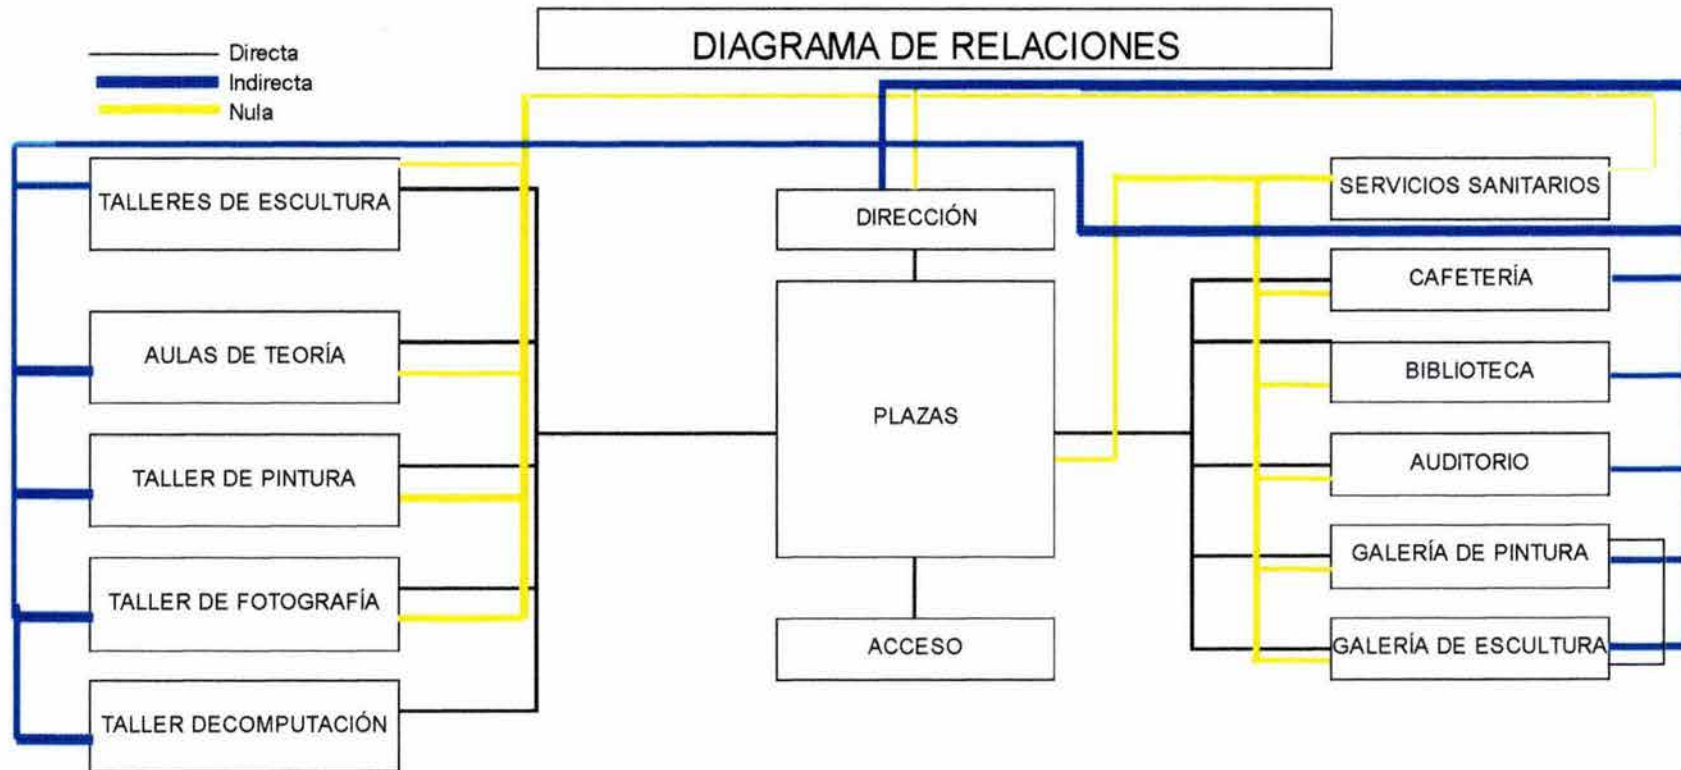 DIAGRAMA DE RELACIONES
Directa
Indirecta
Nula
TALLERES DE ESCULTURA
AULAS DE TEORÍA
TALLER DE PINTURA
TALLER DE FOTOGRAFÍA
TALLER DECOMPUTACIÓN
DIRECCIÓN
PLAZAS
ACCESO
SERVICIOS SANITARIOS
CAFETERÍA
BIBLIOTECA
AUDITORIO
GALERÍA DE PINTURA
GALERÍA DE ESCULTURA